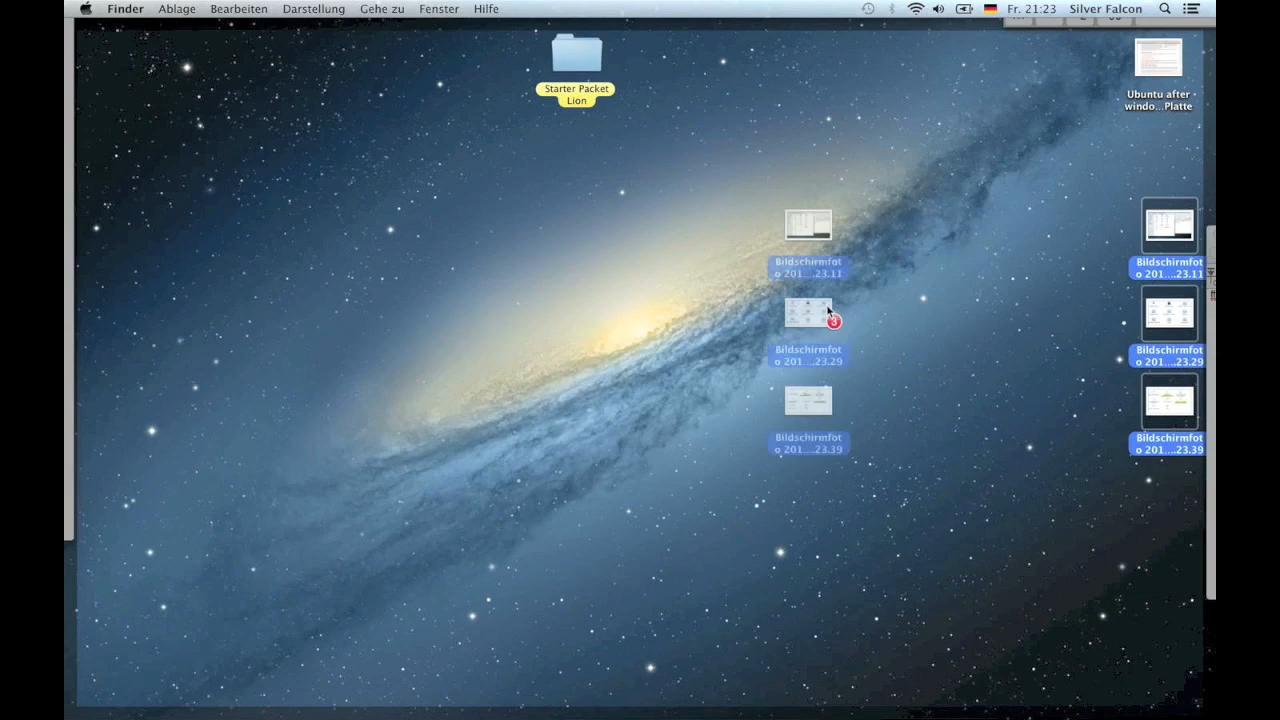 Finder Ablage Bearbeiten Darstellung Gehe zu Fenster Hilfe Fr. 21:23 Silver Falcon
Starter Packet
Lion
Ubuntu after -
windo...Platte
Bildschirmfot
o 201....23.11
Bildschirmfot
o 201....23.29
3
Bildschirmfot
o 201....23.39
Bildschirmfot
o 201....23.11
Bildschirmfot
o 201....23.29
Bildschirmfot
o 201....23.39